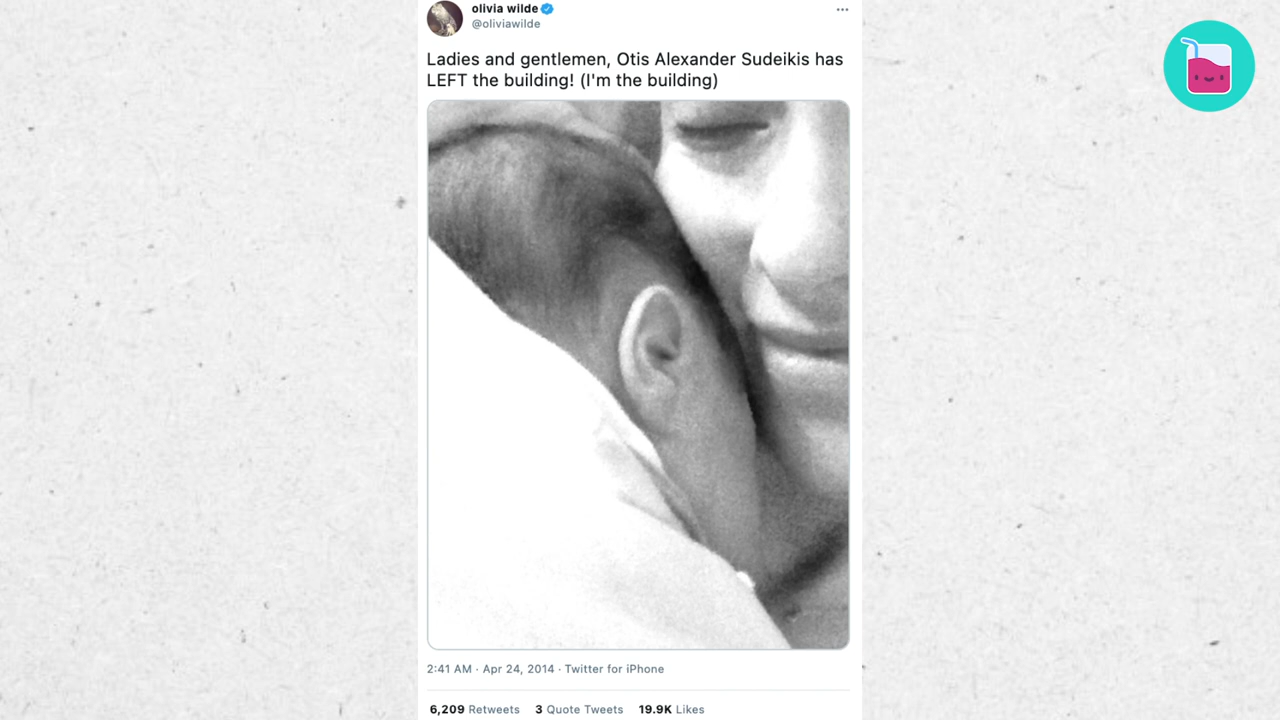 olivia wilde
@oliviawilde
Ladies and gentlemen, Otis Alexander Sudeikis has
LEFT the building! (I'm the building)
2:41 AM · Apr 24, 2014 · Twitter for iPhone
6,209 Retweets 3 Quote Tweets 19.9K Likes